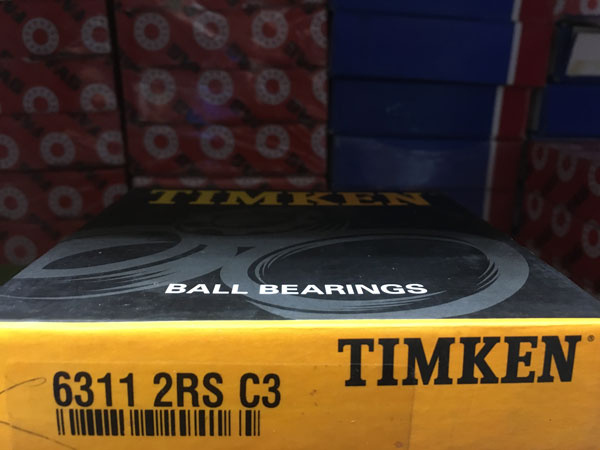 TIMKEN
BALL BEARINGS
TIMKEN®
6311 2RS C3